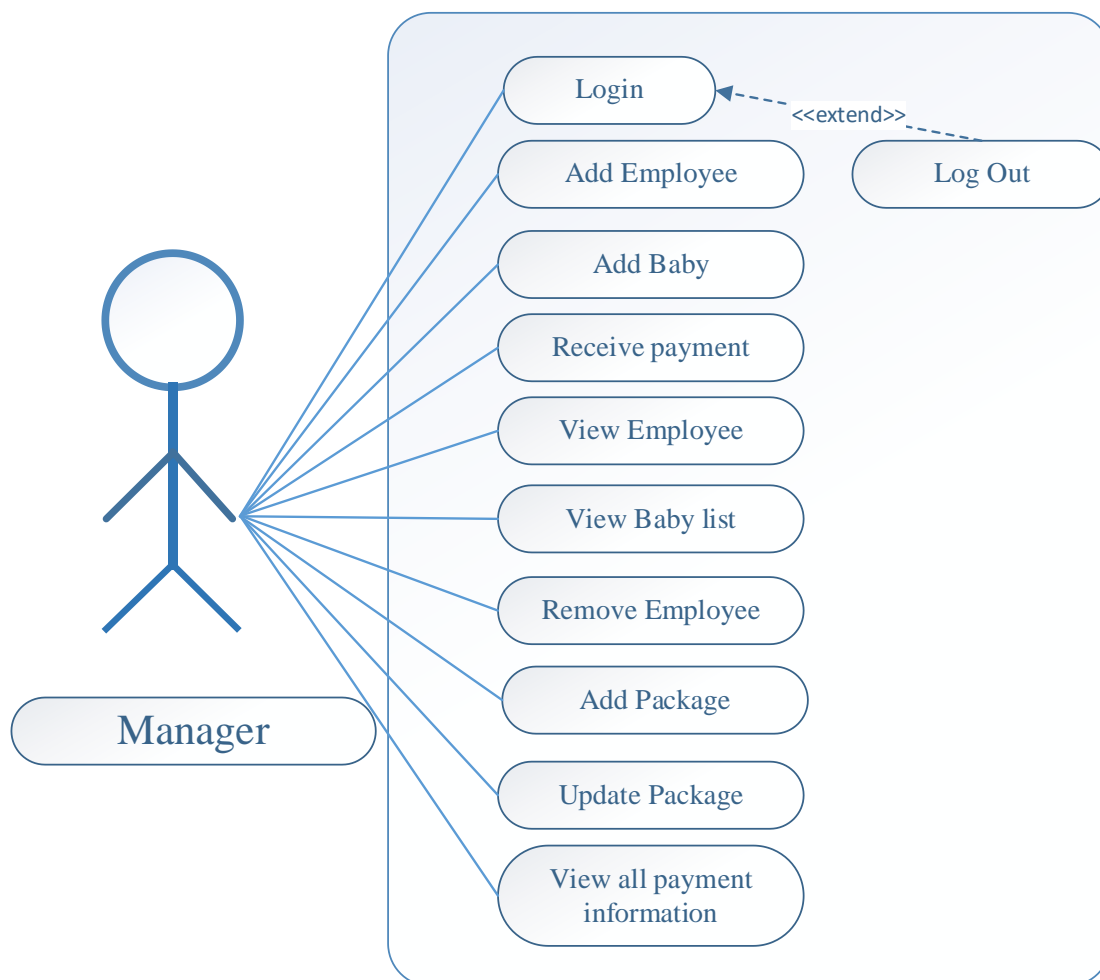 Login
<<extend>>
Add Employee
Log Out
Add Baby
Receive payment
View Employee
View Baby list
Remove Employee
Add Package
Manager
Update Package
View all payment
information